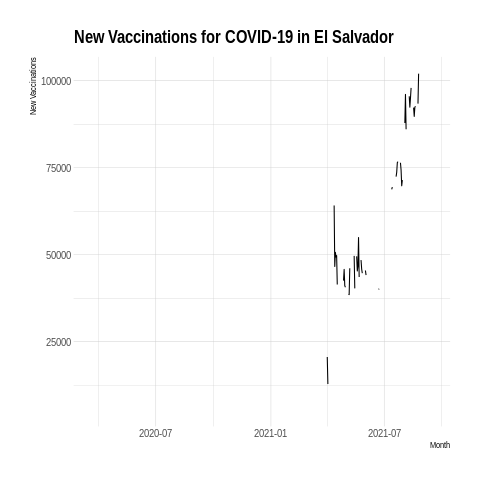 New Vaccinations for COVID-19 in El Salvador
New Vaccinations
100000
75000
50000
25000
2020-07
2021-01
2021-07
Month